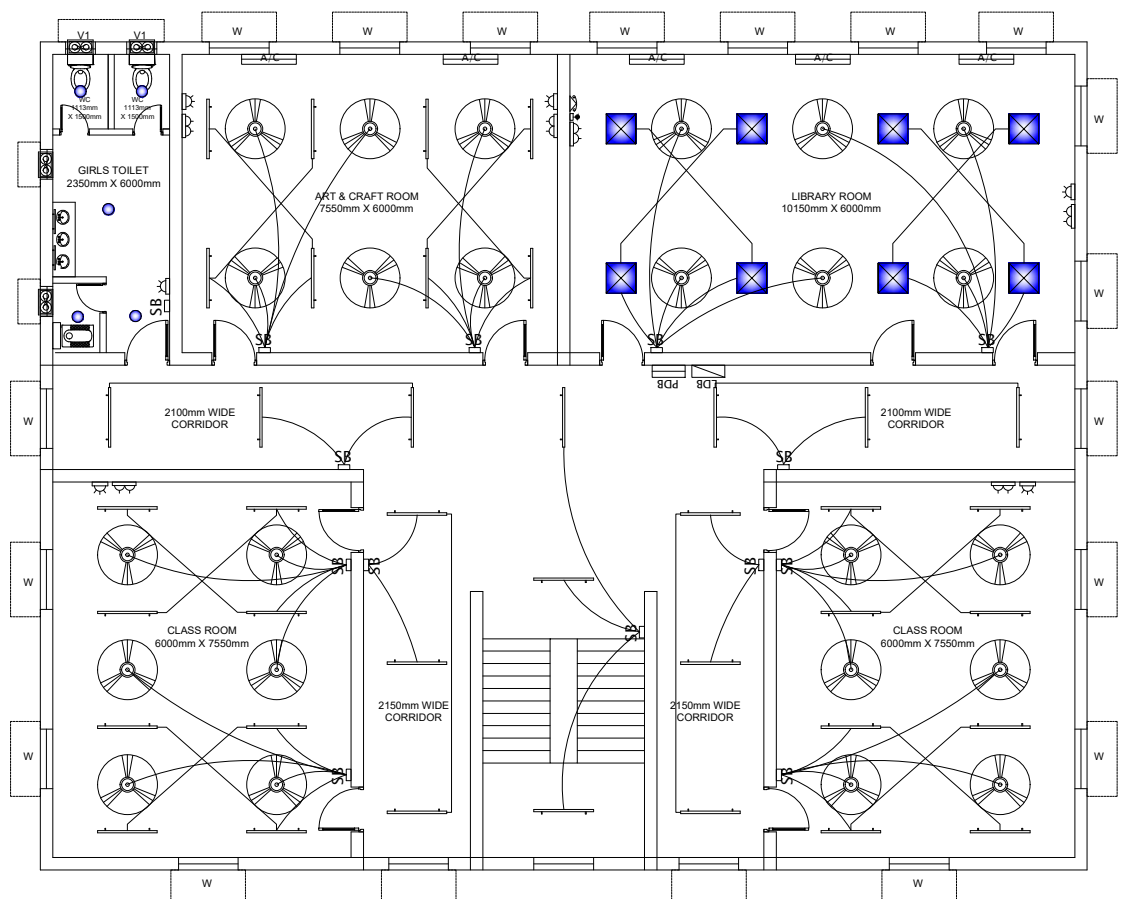 W
W
W
W
W
W
V1
V1
A/C
A/C
A/C
A/C
A/C
WC
1113mm
X 1500mm
WC
1113mm
X 1500mm
W
GIRLS TOILET
2350mm X 6000mm
ART & CRAFT ROOM
7550mm X 6000mm
LIBRARY ROOM
10150mm X 6000mm
W
SB
SB
SB
SB
SB
PDB
LDB
W
2100mm WIDE
CORRIDOR
2100mm WIDE
CORRIDOR
W
SB
SB
W
SB
SB
SB
SB
W
CLASS ROOM
6000mm X 7550mm
SB
CLASS ROOM
6000mm X 7550mm
2150mm WIDE
CORRIDOR
2150mm WIDE
CORRIDOR
W
W
SB
SB
W
W